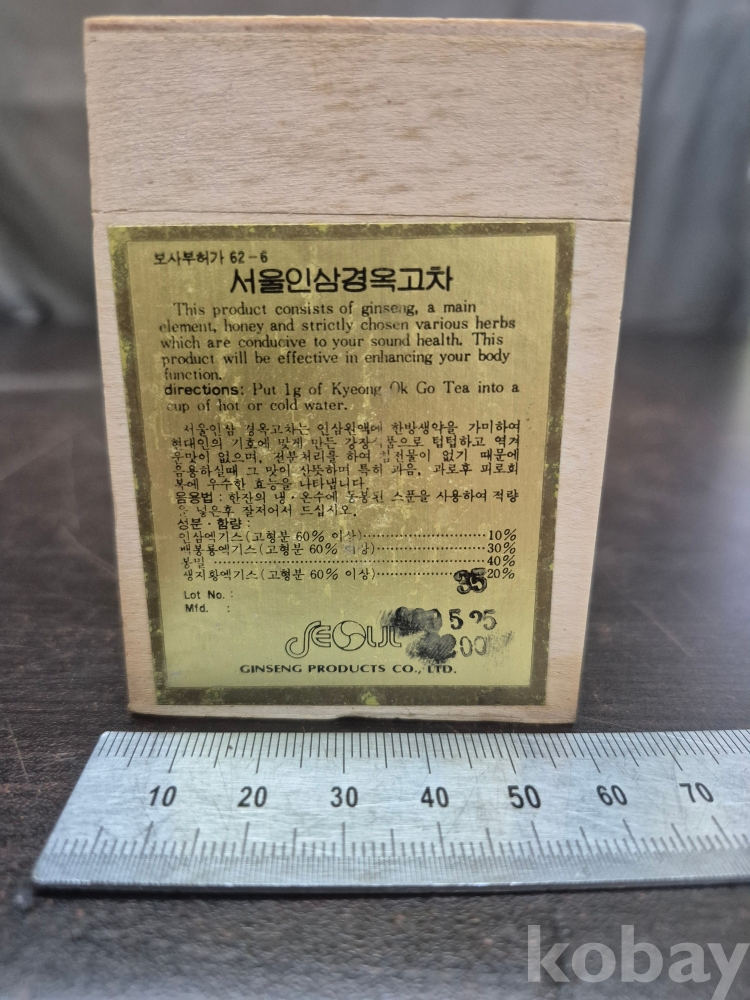 보사부허가 62-6
서울인삼경옥고차
This product consists of ginseng, a main
element, honey and strictly chosen various herbs
which are conducive to your sound health. This
product will be effective in enhancing your body
function.
directions: Put 1g of Kyeong Ok Go Tea into a
cup of hot or cold water.
서울인삼 경옥고차는 인삼원액에 한방생약을 가미하여
현대인의 기호에 맞게 만든 강장식품으로 텁텁하고 역겨
운맛이 없으며, 전분처리를 하여 침전물이 없기 때문에
음용하실때 그 맛이 산뜻하며 특히 과음, 과로후 피로회
복에 우수한 효능을 나타냅니다.
음용법 : 한잔의 냉·온수에 동봉된 스푼을 사용하여 적량
을 넣은후 잘저어서 드십시오.
성분·함량 :
인삼엑기스(고형분 60% 이상)····················10%
백봉룡엑기스(고형분 60% 이상)····················30%
봉밀····················40%
생지황엑기스(고형분 60% 이상)····················20%
Lot No. : 35
Mfd. : 5 25
SEOUL
GINSENG PRODUCTS CO., LTD.
10 20 30 40 50 60 70
kobay